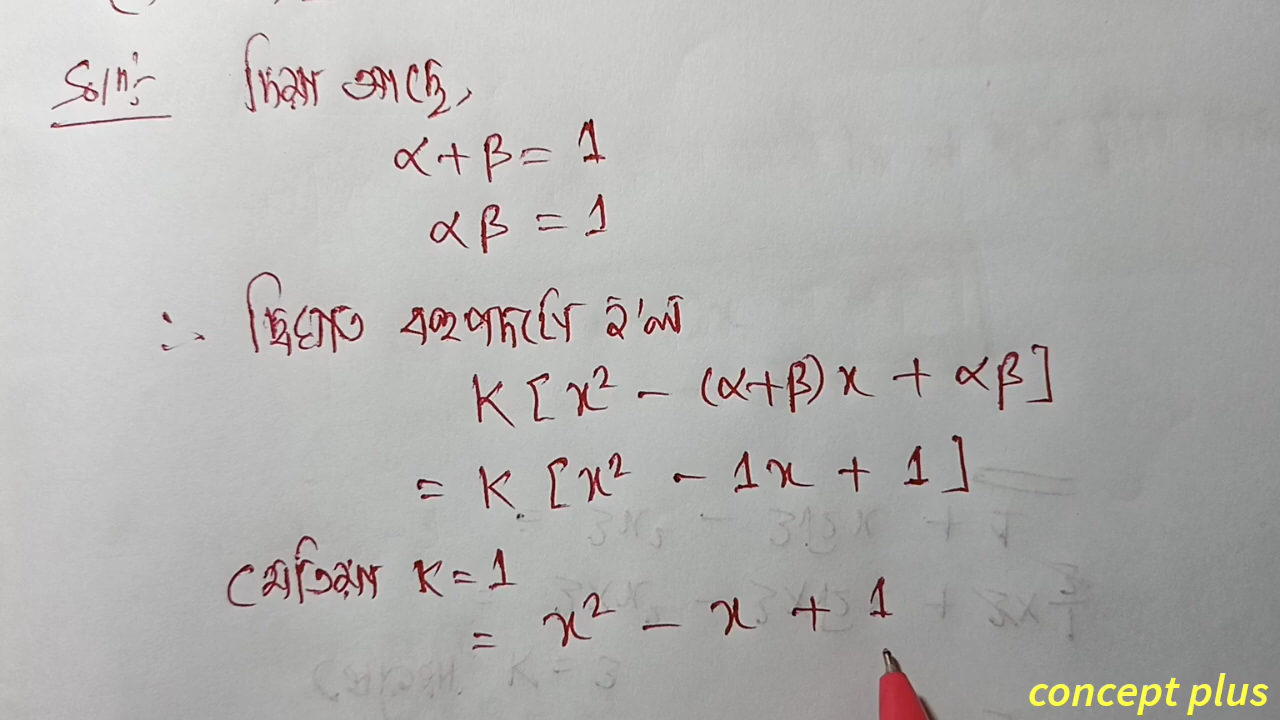 Soln:- দিয়া আছে,
α + β = 1
αβ = 1
∴ দ্বিঘাত বহুপদটো হ'ল
K [x² - (α+β)x + αβ]
= K [x² - 1x + 1]
যেতিয়া K = 1
= x² - x + 1
concept plus